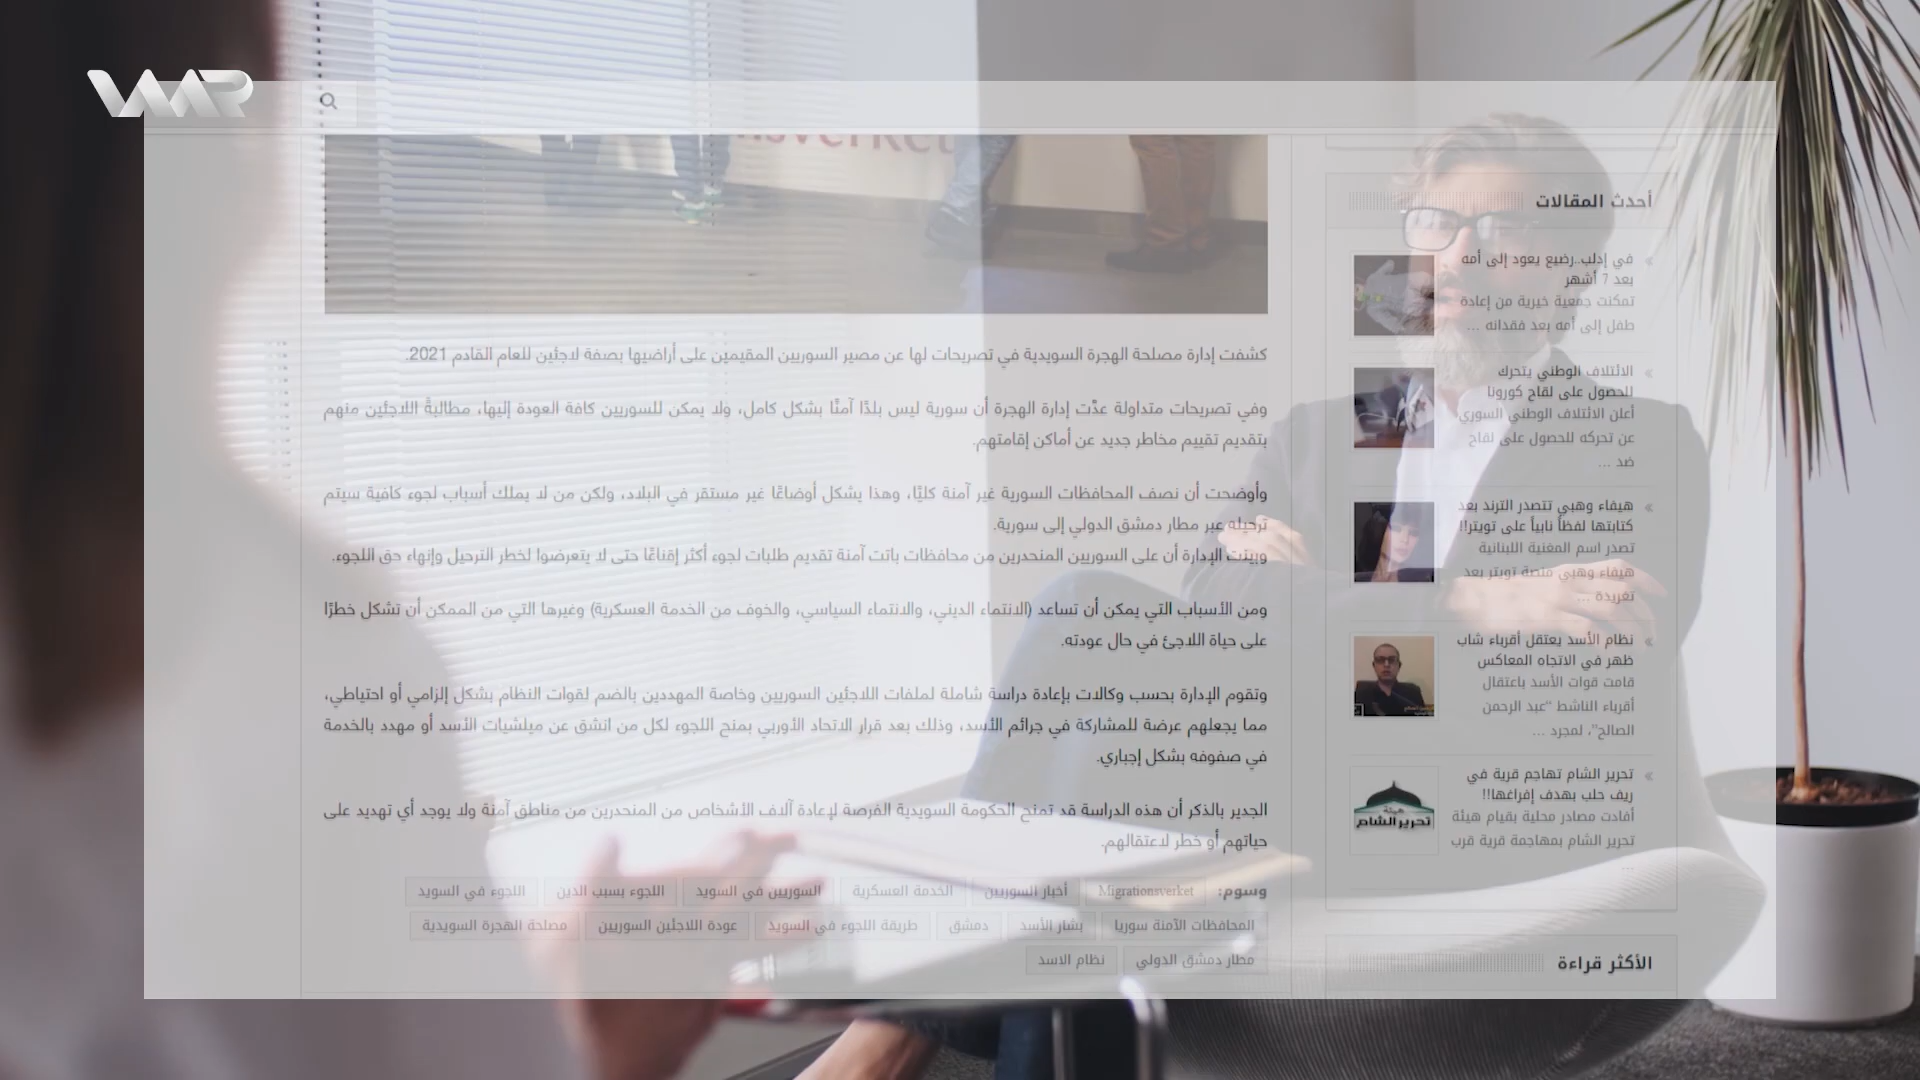 VAAR
nsverket
كشفت إدارة مصلحة الهجرة السويدية في تصريحات لها عن مصير السوريين المقيمين على أراضيها بصفة لاجئين للعام القادم 2021.
وفي تصريحات متداولة عدّت إدارة الهجرة أن سورية ليس بلدًا آمنًا بشكل كامل، ولا يمكن للسوريين كافة العودة إليها، مطالبةً اللاجئين منهم
بتقديم تقييم مخاطر جديد عن أماكن إقامتهم.
وأوضحت أن نصف المحافظات السورية غير آمنة كليًا، وهذا يشكل أوضاعًا غير مستقر في البلاد، ولكن من لا يملك أسباب لجوء كافية سيتم
ترحيله عبر مطار دمشق الدولي إلى سورية.
وبينت الإدارة أن على السوريين المنحدرين من محافظات باتت آمنة تقديم طلبات لجوء أكثر إقناعًا حتى لا يتعرضوا لخطر الترحيل وإنهاء حق اللجوء.
ومن الأسباب التي يمكن أن تساعد (الانتماء الديني، والانتماء السياسي، والخوف من الخدمة العسكرية) وغيرها التي من الممكن أن تشكل خطرًا
على حياة اللاجئ في حال عودته.
وتقوم الإدارة بحسب وكالات بإعادة دراسة شاملة لملفات اللاجئين السوريين وخاصة المهددين بالضم لقوات النظام بشكل إلزامي أو احتياطي،
مما يجعلهم عرضة للمشاركة في جرائم الأسد، وذلك بعد قرار الاتحاد الأوربي بمنح اللجوء لكل من انشق عن ميلشيات الأسد أو مهدد بالخدمة
في صفوفه بشكل إجباري.
الجدير بالذكر أن هذه الدراسة قد تمنح الحكومة السويدية الفرصة لإعادة آلاف الأشخاص من المنحدرين من مناطق آمنة ولا يوجد أي تهديد على
حياتهم أو خطر لاعتقالهم.
وسوم: Migrationsverket أخبار السوريين الخدمة العسكرية السوريين في السويد اللجوء بسبب الدين اللجوء في السويد
المحافظات الآمنة سوريا بشار الأسد دمشق طريقة اللجوء في السويد عودة اللاجئين السوريين مصلحة الهجرة السويدية
مطار دمشق الدولي نظام الاسد
أحدث المقالات
في إدلب..رضيع يعود إلى أمه
بعد 7 أشهر
تمكنت جمعية خيرية من إعادة
طفل إلى أمه بعد فقدانه ...
الائتلاف الوطني يتحرك
للحصول على لقاح كورونا
أعلن الائتلاف الوطني السوري
عن تحركه للحصول على لقاح
ضد ...
هيفاء وهبي تتصدر الترند بعد
كتابتها لفظاً نابياً على تويتر!!
تصدر اسم المغنية اللبنانية
هيفاء وهبي منصة تويتر بعد
تغريدة ...
نظام الأسد يعتقل أقرباء شاب
ظهر في الاتجاه المعاكس
قامت قوات الأسد باعتقال
أقرباء الناشط "عبد الرحمن
الصالح"، لمجرد ...
تحرير الشام تهاجم قرية في
ريف حلب بهدف إفراغها!!
أفادت مصادر محلية بقيام هيئة
تحرير الشام بمهاجمة قرية قرب
...
هيئة
تحرير الشام
الأكثر قراءة